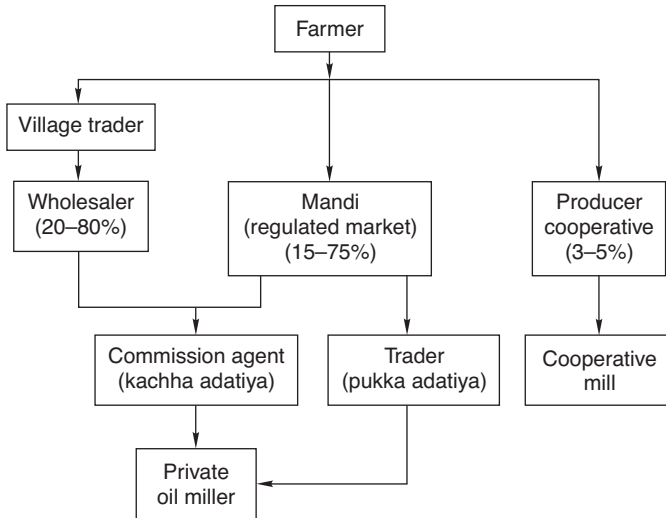 Farmer
Village trader
Wholesaler
(20–80%)
Mandi
(regulated market)
(15–75%)
Producer
cooperative
(3–5%)
Commission agent
(kachha adatiya)
Trader
(pukka adatiya)
Cooperative
mill
Private
oil miller